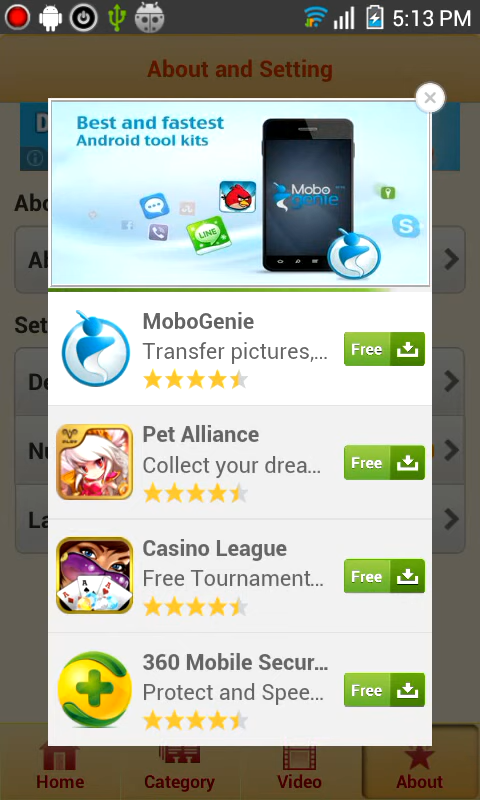 5:13 PM
About and Setting
Best and fastest
Android tool kits
Mobo
genie
LINE
MoboGenie
Transfer pictures,...
Free
Pet Alliance
Collect your drea...
Free
Casino League
Free Tournament...
Free
360 Mobile Secur...
Protect and Spee...
Free
Home
Category
Video
About